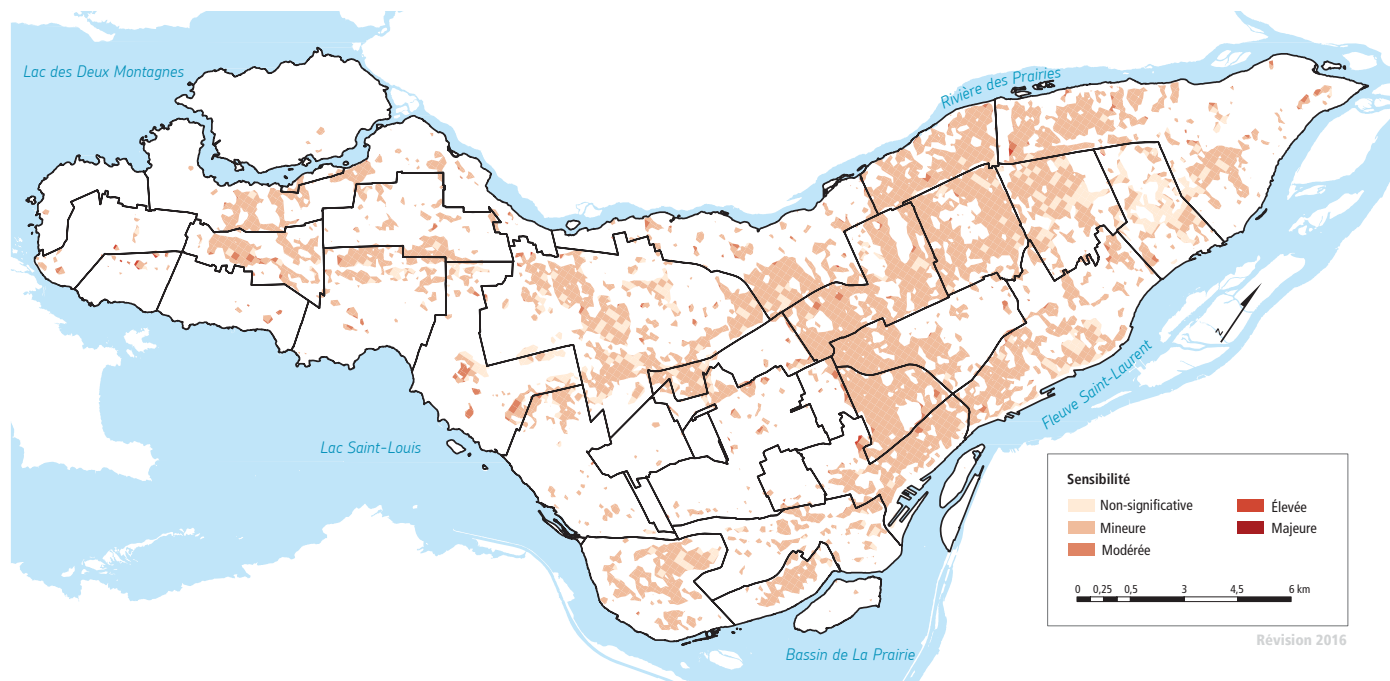 Lac des Deux Montagnes
Rivière des Prairies
Fleuve Saint-Laurent
Lac Saint-Louis
Bassin de La Prairie
N
Sensibilité
Non-significative
Mineure
Modérée
Élevée
Majeure
0 0,25 0,5 3 4,5 6 km
Révision 2016